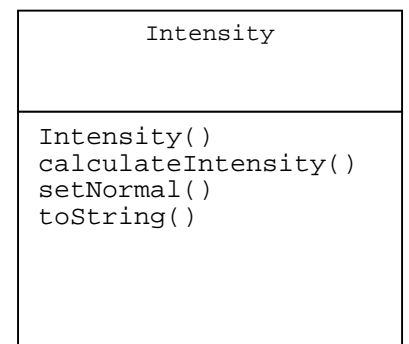 Intensity
Intensity()
calculateIntensity()
setNormal()
toString()